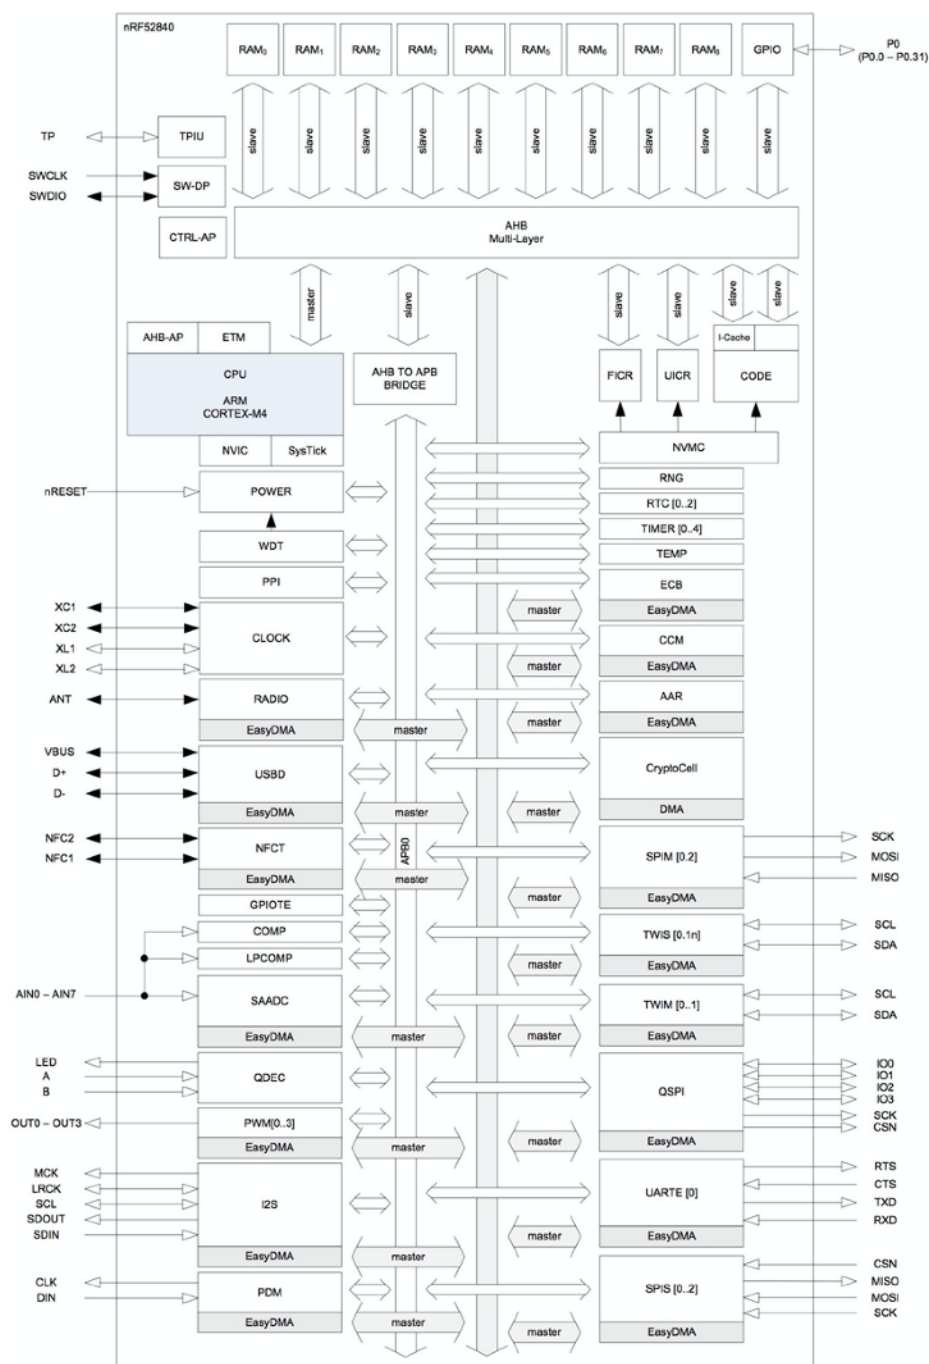 nRF52840
RAM0 RAM1 RAM2 RAM3 RAM4 RAM5 RAM6 RAM7 RAM8 GPIO
P0
(P0.0 – P0.31)
slave slave slave slave slave slave slave slave slave slave
TP
TPIU
SWCLK
SWDIO
SW-DP
CTRL-AP
AHB
Multi-Layer
master slave slave slave slave slave
AHB-AP ETM
CPU
ARM
CORTEX-M4
NVIC SysTick
AHB TO APB
BRIDGE
FICR UICR
I-Cache
CODE
NVMC
nRESET
POWER
RNG
RTC [0..2]
WDT
TIMER [0..4]
TEMP
PPI
ECB
master EasyDMA
XC1
XC2
XL1
XL2
CLOCK
CCM
master EasyDMA
ANT
RADIO
EasyDMA master
AAR
master EasyDMA
VBUS
D+
D-
USBD
EasyDMA master
CryptoCell
master DMA
NFC2
NFC1
NFCT
EasyDMA master
APB0
SPIM [0.2]
master EasyDMA
SCK
MOSI
MISO
GPIOTE
COMP
LPCOMP
TWIS [0.1n]
master EasyDMA
SCL
SDA
AIN0 – AIN7
SAADC
EasyDMA master
TWIM [0..1]
master EasyDMA
SCL
SDA
LED
A
B
QDEC
QSPI
master EasyDMA
IO0
IO1
IO2
IO3
SCK
CSN
OUT0 – OUT3
PWM[0..3]
EasyDMA master
MCK
LRCK
SCL
SDOUT
SDIN
I2S
EasyDMA master
UARTE [0]
master EasyDMA
RTS
CTS
TXD
RXD
CLK
DIN
PDM
EasyDMA master
SPIS [0..2]
master EasyDMA
CSN
MISO
MOSI
SCK